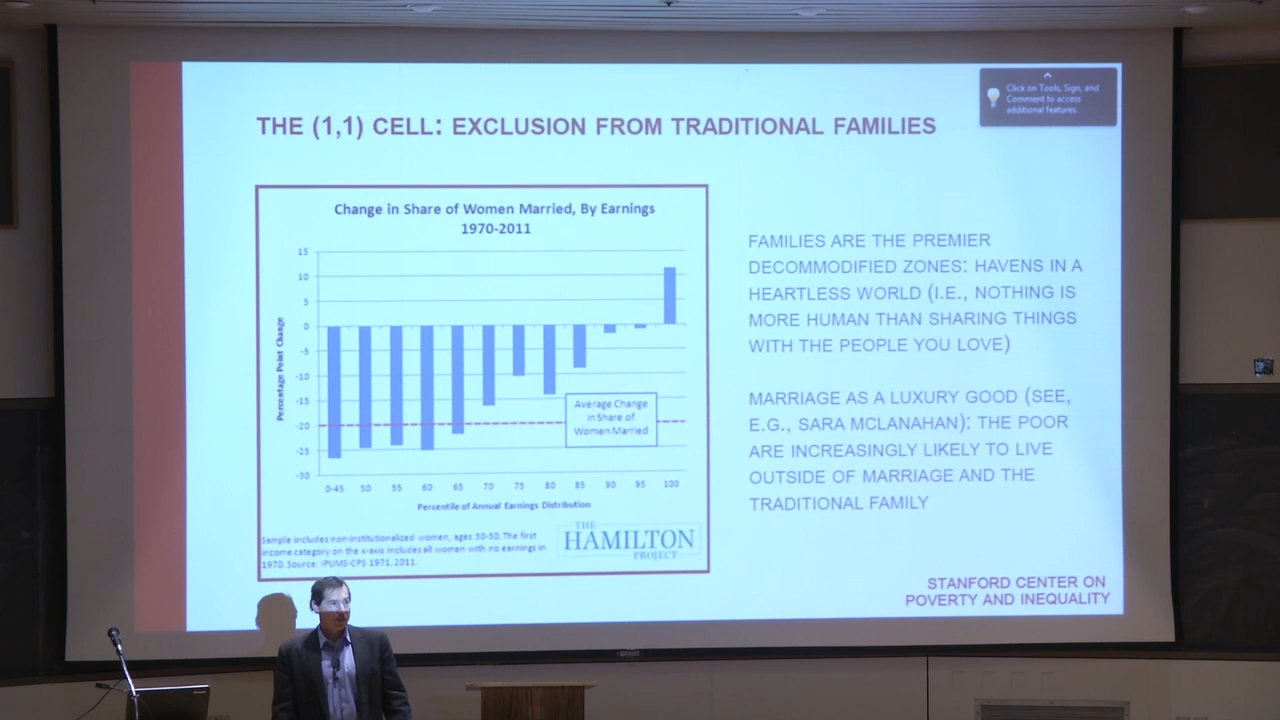 Click on Tools, Sign, and
Comment to access
additional features.
THE (1,1) CELL: EXCLUSION FROM TRADITIONAL FAMILIES
Change in Share of Women Married, By Earnings
1970-2011
Percentage Point Change
15
10
5
0
-5
-10
-15
-20
-25
-30
Average Change
in Share of
Women Married
0-45 50 55 60 65 70 75 80 85 90 95 100
Percentile of Annual Earnings Distribution
Sample includes non-institutionalized women, ages 30-50. The first
income category on the x-axis includes all women with no earnings in
1970. Source: IPUMS-CPS 1971, 2011.
THE
HAMILTON
PROJECT
FAMILIES ARE THE PREMIER
DECOMMODIFIED ZONES: HAVENS IN A
HEARTLESS WORLD (I.E., NOTHING IS
MORE HUMAN THAN SHARING THINGS
WITH THE PEOPLE YOU LOVE)
MARRIAGE AS A LUXURY GOOD (SEE,
E.G., SARA MCLANAHAN): THE POOR
ARE INCREASINGLY LIKELY TO LIVE
OUTSIDE OF MARRIAGE AND THE
TRADITIONAL FAMILY
STANFORD CENTER ON
POVERTY AND INEQUALITY